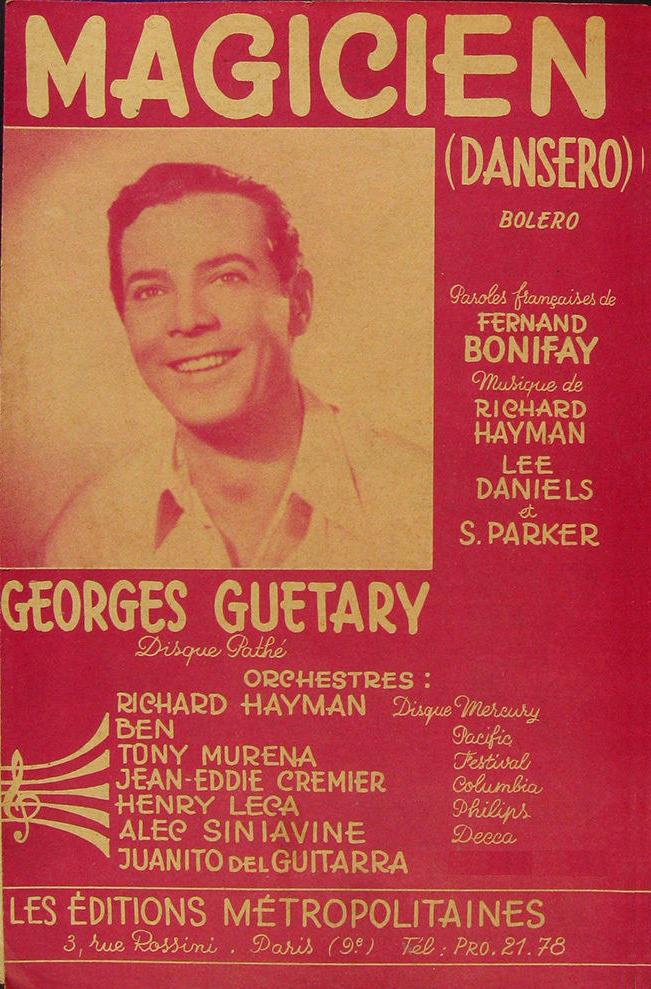 MAGICIEN
(DANSERO)
BOLERO
Paroles françaises de
FERNAND
BONIFAY
Musique de
RICHARD
HAYMAN
LEE
DANIELS
et
S. PARKER
GEORGES GUETARY
Disque Pathé
ORCHESTRES :
RICHARD HAYMAN Disque Mercury
BEN Pacific
TONY MURENA Festival
JEAN-EDDIE CREMIER Columbia
HENRY LECA Philips
ALEC SINIAVINE Decca
JUANITO DEL GUITARRA
LES ÉDITIONS MÉTROPOLITAINES
3, rue Rossini . Paris (9e) Tél : PRO. 21. 78